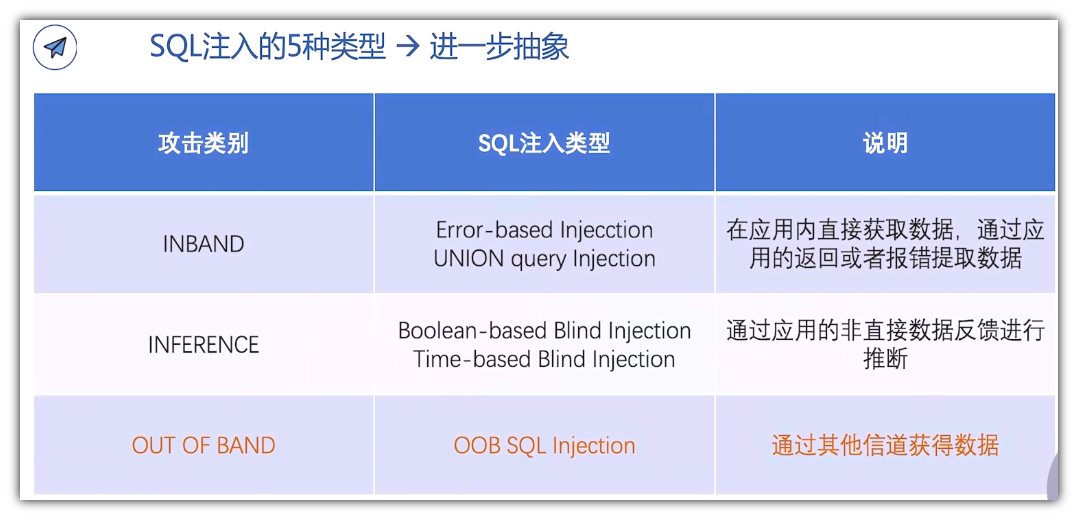 SQL注入的5种类型 → 进一步抽象
攻击类别
SQL注入类型
说明
INBAND
Error-based Injecction
UNION query Injection
在应用内直接获取数据，通过应
用的返回或者报错提取数据
INFERENCE
Boolean-based Blind Injection
Time-based Blind Injection
通过应用的非直接数据反馈进行
推断
OUT OF BAND
OOB SQL Injection
通过其他信道获得数据